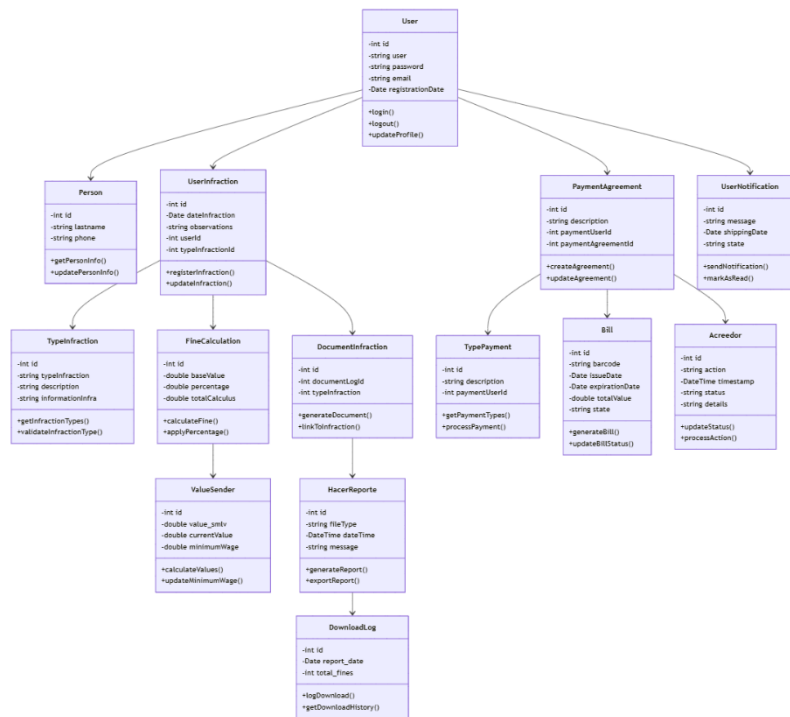 User
-int id
-string user
-string password
-string email
-Date registrationDate
+login()
+logout()
+updateProfile()
Person
-int id
-string lastname
-string phone
+getPersonInfo()
+updatePersonInfo()
UserInfraction
-int id
-Date dateInfraction
-string observations
-int userId
-int typeInfractionId
+registerInfraction()
+updateInfraction()
PaymentAgreement
-int id
-string description
-int paymentUserId
-int paymentAgreementId
+createAgreement()
+updateAgreement()
UserNotification
-int id
-string message
-Date shippingDate
-string state
+sendNotification()
+markAsRead()
TypeInfraction
-int id
-string typeInfraction
-string description
-string informationInfra
+getInfractionTypes()
+validateInfractionType()
FineCalculation
-int id
-double baseValue
-double percentage
-double totalCalculus
+calculateFine()
+applyPercentage()
DocumentInfraction
-int id
-int documentLogId
-int typeInfraction
+generateDocument()
+linkToInfraction()
TypePayment
-int id
-string description
-int paymentUserId
+getPaymentTypes()
+processPayment()
Bill
-int id
-string barcode
-Date issueDate
-Date expirationDate
-double totalValue
-string state
+generateBill()
+updateBillStatus()
Acreedor
-int id
-string action
-DateTime timestamp
-string status
-string details
+updateStatus()
+processAction()
ValueSender
-int id
-double value_smlv
-double currentValue
-double minimumWage
+calculateValues()
+updateMinimumWage()
HacerReporte
-int id
-string fileType
-DateTime dateTime
-string message
+generateReport()
+exportReport()
DownloadLog
-int id
-Date report_date
-int total_fines
+logDownload()
+getDownloadHistory()